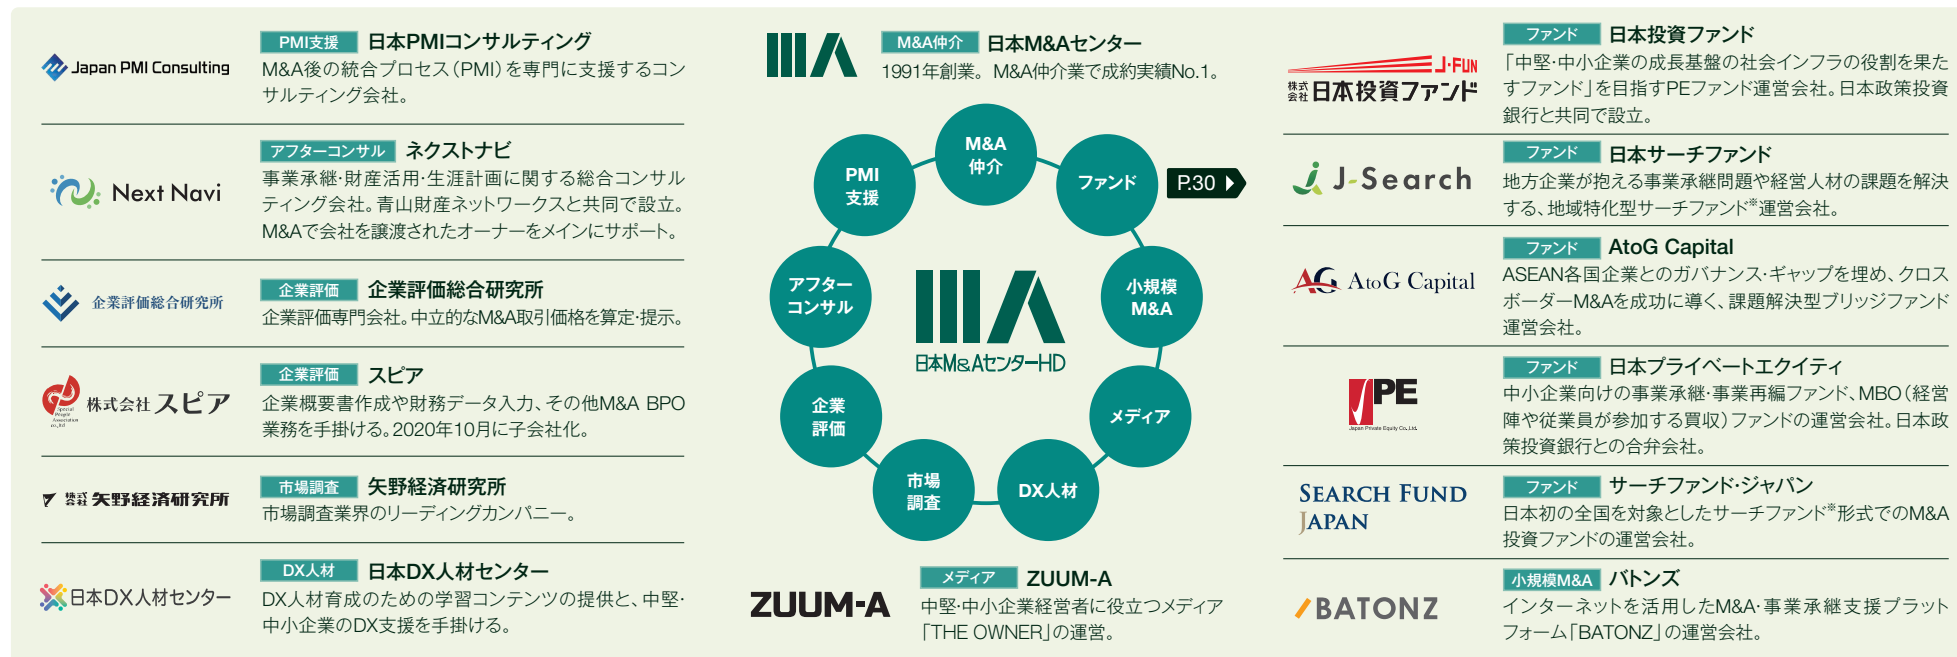 Japan PMI Consulting
PMI支援 日本PMIコンサルティング
M&A後の統合プロセス（PMI）を専門に支援するコン
サルティング会社。
Next Navi
アフターコンサル ネクストナビ
事業承継・財産活用・生涯計画に関する総合コンサル
ティング会社。青山財産ネットワークスと共同で設立。
M&Aで会社を譲渡されたオーナーをメインにサポート。
企業評価総合研究所
企業評価 企業評価総合研究所
企業評価専門会社。中立的なM&A取引価格を算定・提示。
Special
People
Association
co.,ltd
株式会社 スピア
企業評価 スピア
企業概要書作成や財務データ入力、その他M&A BPO
業務を手掛ける。2020年10月に子会社化。
株式会社 矢野経済研究所
市場調査 矢野経済研究所
市場調査業界のリーディングカンパニー。
日本DX人材センター
DX人材 日本DX人材センター
DX人材育成のための学習コンテンツの提供と、中堅・
中小企業のDX支援を手掛ける。
M&A仲介 日本M&Aセンター
1991年創業。 M&A仲介業で成約実績No.1。
M&A
仲介
ファンド
P.30
小規模
M&A
メディア
DX人材
市場
調査
企業
評価
アフター
コンサル
PMI
支援
日本M&AセンターHD
ZUUM-A
メディア ZUUM-A
中堅・中小企業経営者に役立つメディア
「THE OWNER」の運営。
J・FUN
株式会社 日本投資ファンド
ファンド 日本投資ファンド
「中堅・中小企業の成長基盤の社会インフラの役割を果た
すファンド」を目指すPEファンド運営会社。日本政策投資
銀行と共同で設立。
J-Search
ファンド 日本サーチファンド
地方企業が抱える事業承継問題や経営人材の課題を解決
する、地域特化型サーチファンド※運営会社。
AG AtoG Capital
ファンド AtoG Capital
ASEAN各国企業とのガバナンス・ギャップを埋め、クロス
ボーダーM&Aを成功に導く、課題解決型ブリッジファンド
運営会社。
JPE
Japan Private Equity Co.,Ltd.
ファンド 日本プライベートエクイティ
中小企業向けの事業承継・事業再編ファンド、MBO（経営
陣や従業員が参加する買収）ファンドの運営会社。日本政
策投資銀行との合弁会社。
SEARCH FUND
JAPAN
ファンド サーチファンド・ジャパン
日本初の全国を対象としたサーチファンド※形式でのM&A
投資ファンドの運営会社。
BATONZ
小規模M&A バトンズ
インターネットを活用したM&A・事業承継支援プラット
フォーム「BATONZ」の運営会社。